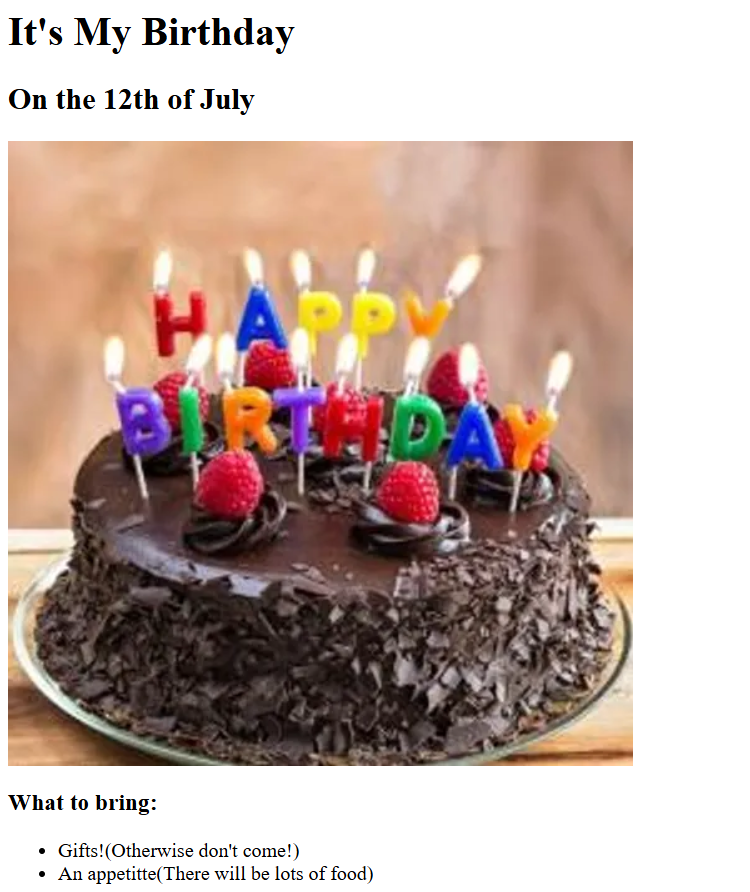 It's My Birthday
On the 12th of July
HAPPY
BIRTHDAY
What to bring:
Gifts!(Otherwise don't come!)
An appetitte(There will be lots of food)